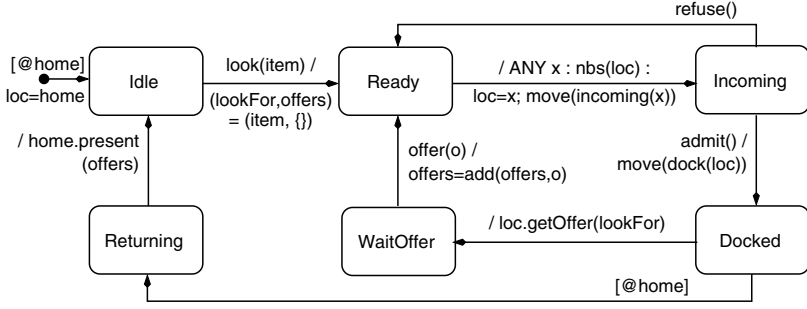 refuse()
[@home]
loc=home
Idle
look(item) /
(lookFor,offers)
= (item, {})
Ready
/ ANY x : nbs(loc) :
loc=x; move(incoming(x))
Incoming
/ home.present
(offers)
offer(o) /
offers=add(offers,o)
admit() /
move(dock(loc))
Returning
WaitOffer
/ loc.getOffer(lookFor)
Docked
[@home]